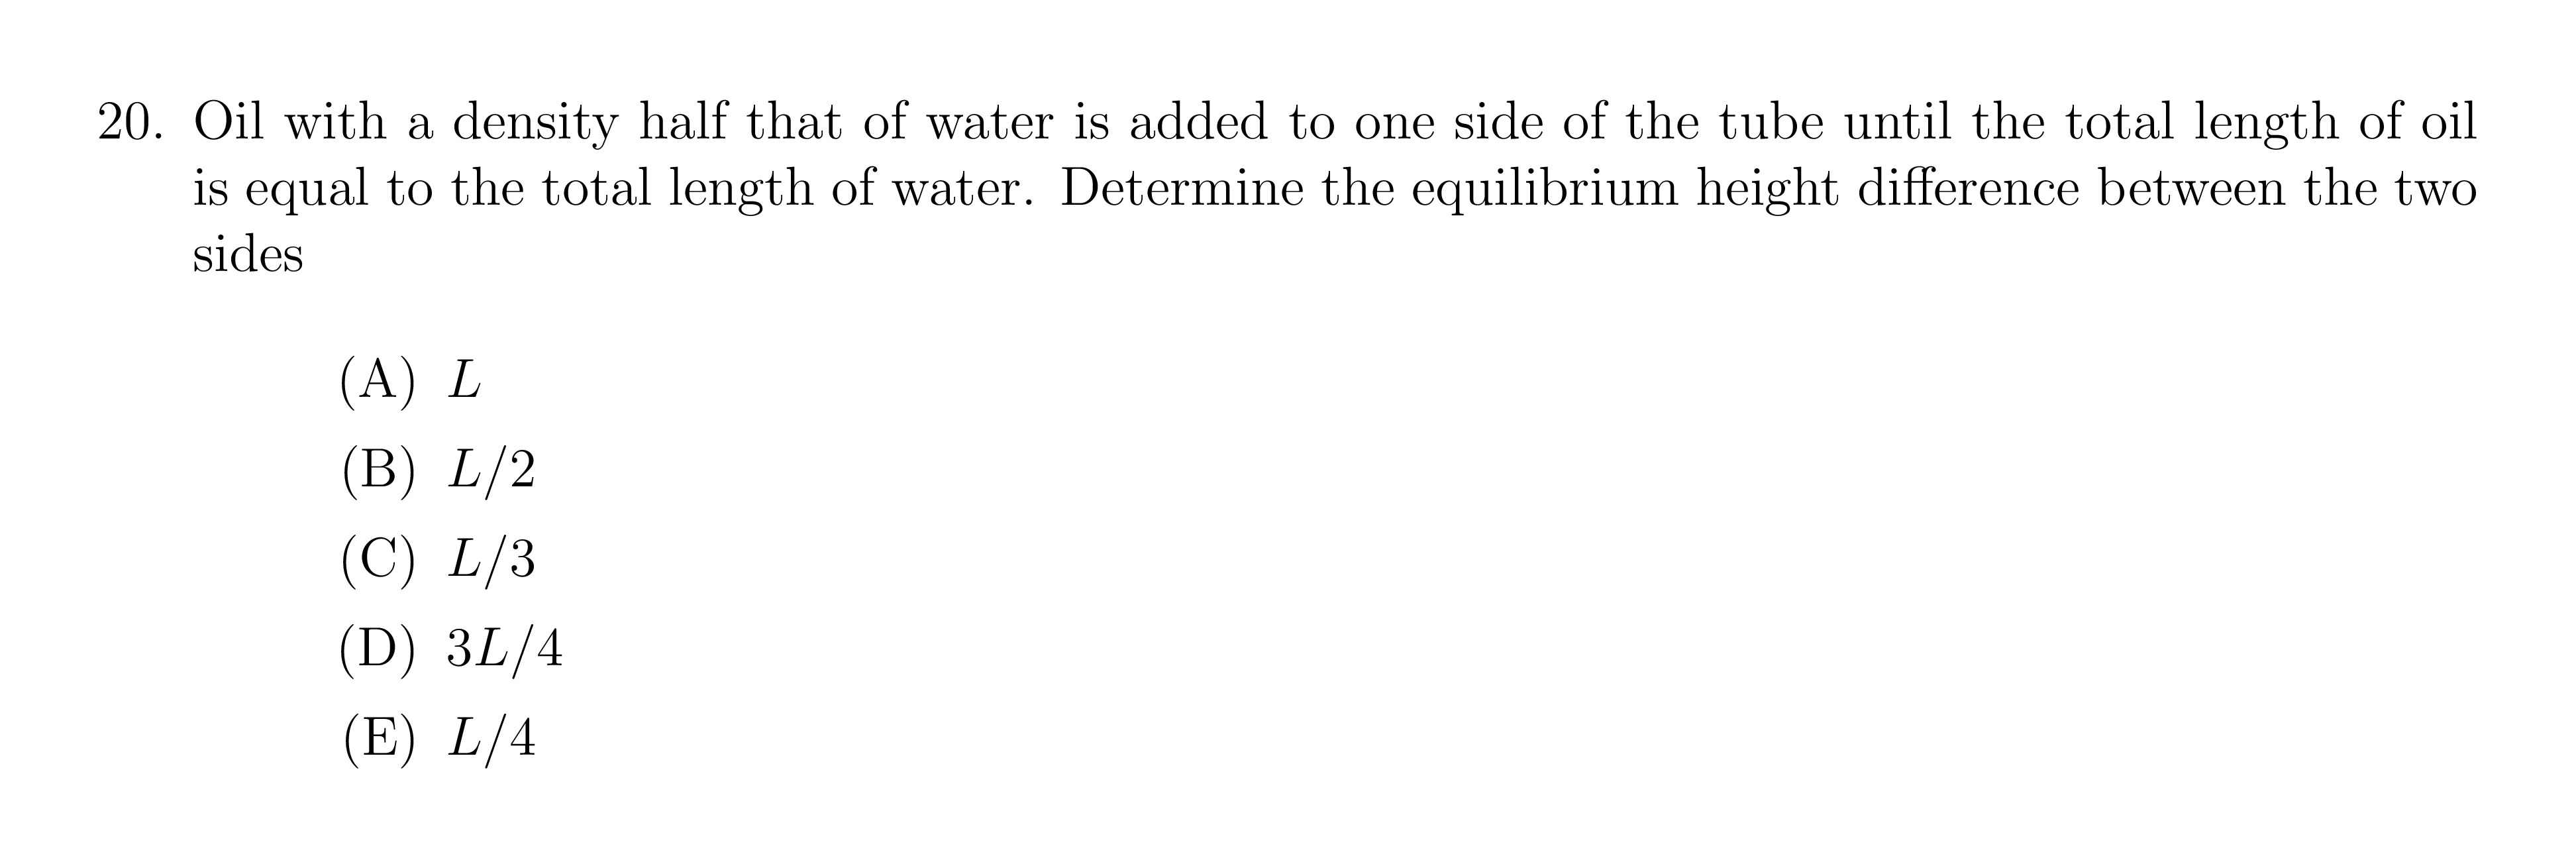 20. Oil with a density half that of water is added to one side of the tube until the total length of oil
is equal to the total length of water. Determine the equilibrium height difference between the two
sides
(A) L
(B) L/2
(C) L/3
(D) 3L/4
(E) L/4